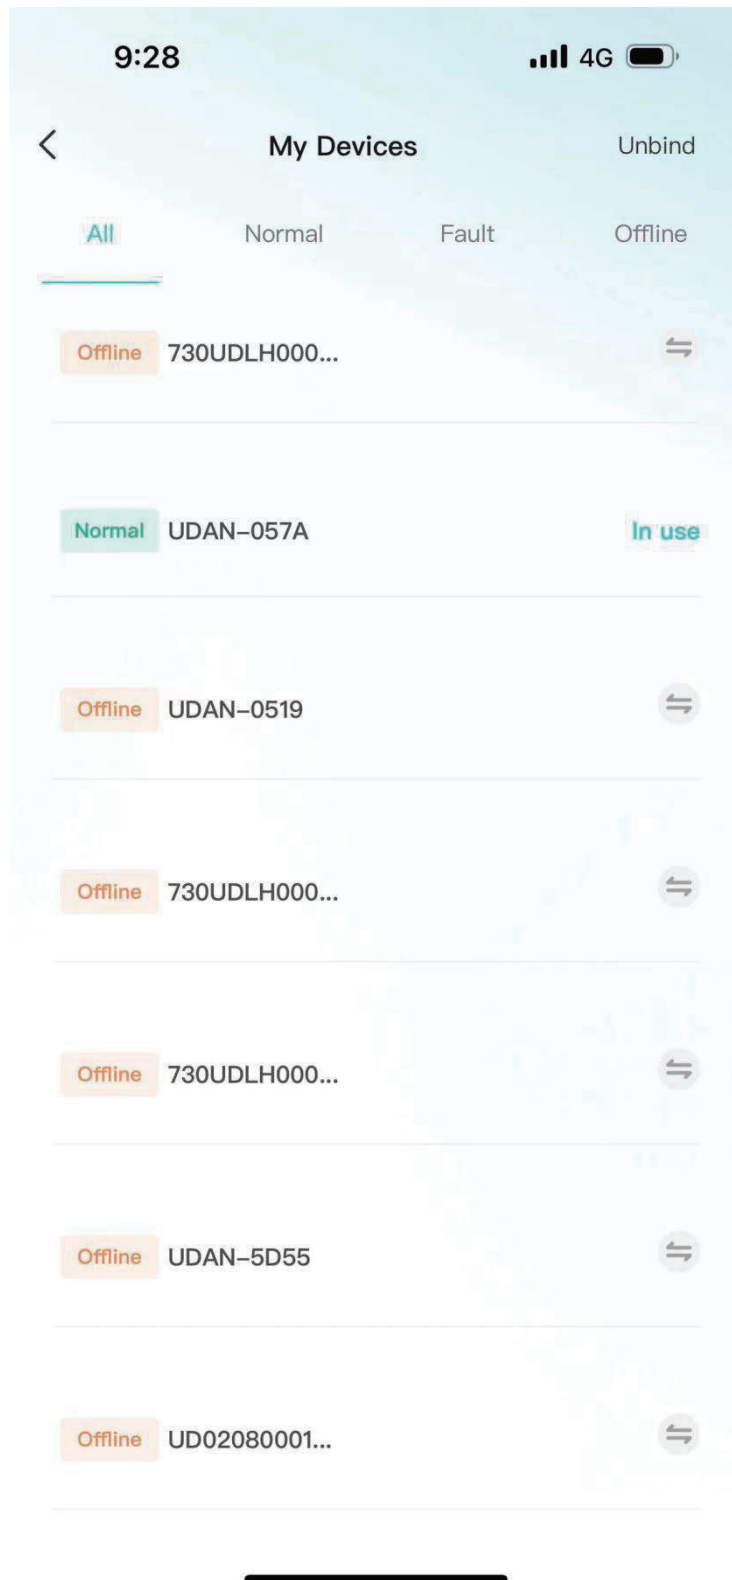 9:28 4G
My Devices Unbind
All Normal Fault Offline
Offline 730UDLH000...
Normal UDAN-057A In use
Offline UDAN-0519
Offline 730UDLH000...
Offline 730UDLH000...
Offline UDAN-5D55
Offline UD02080001...